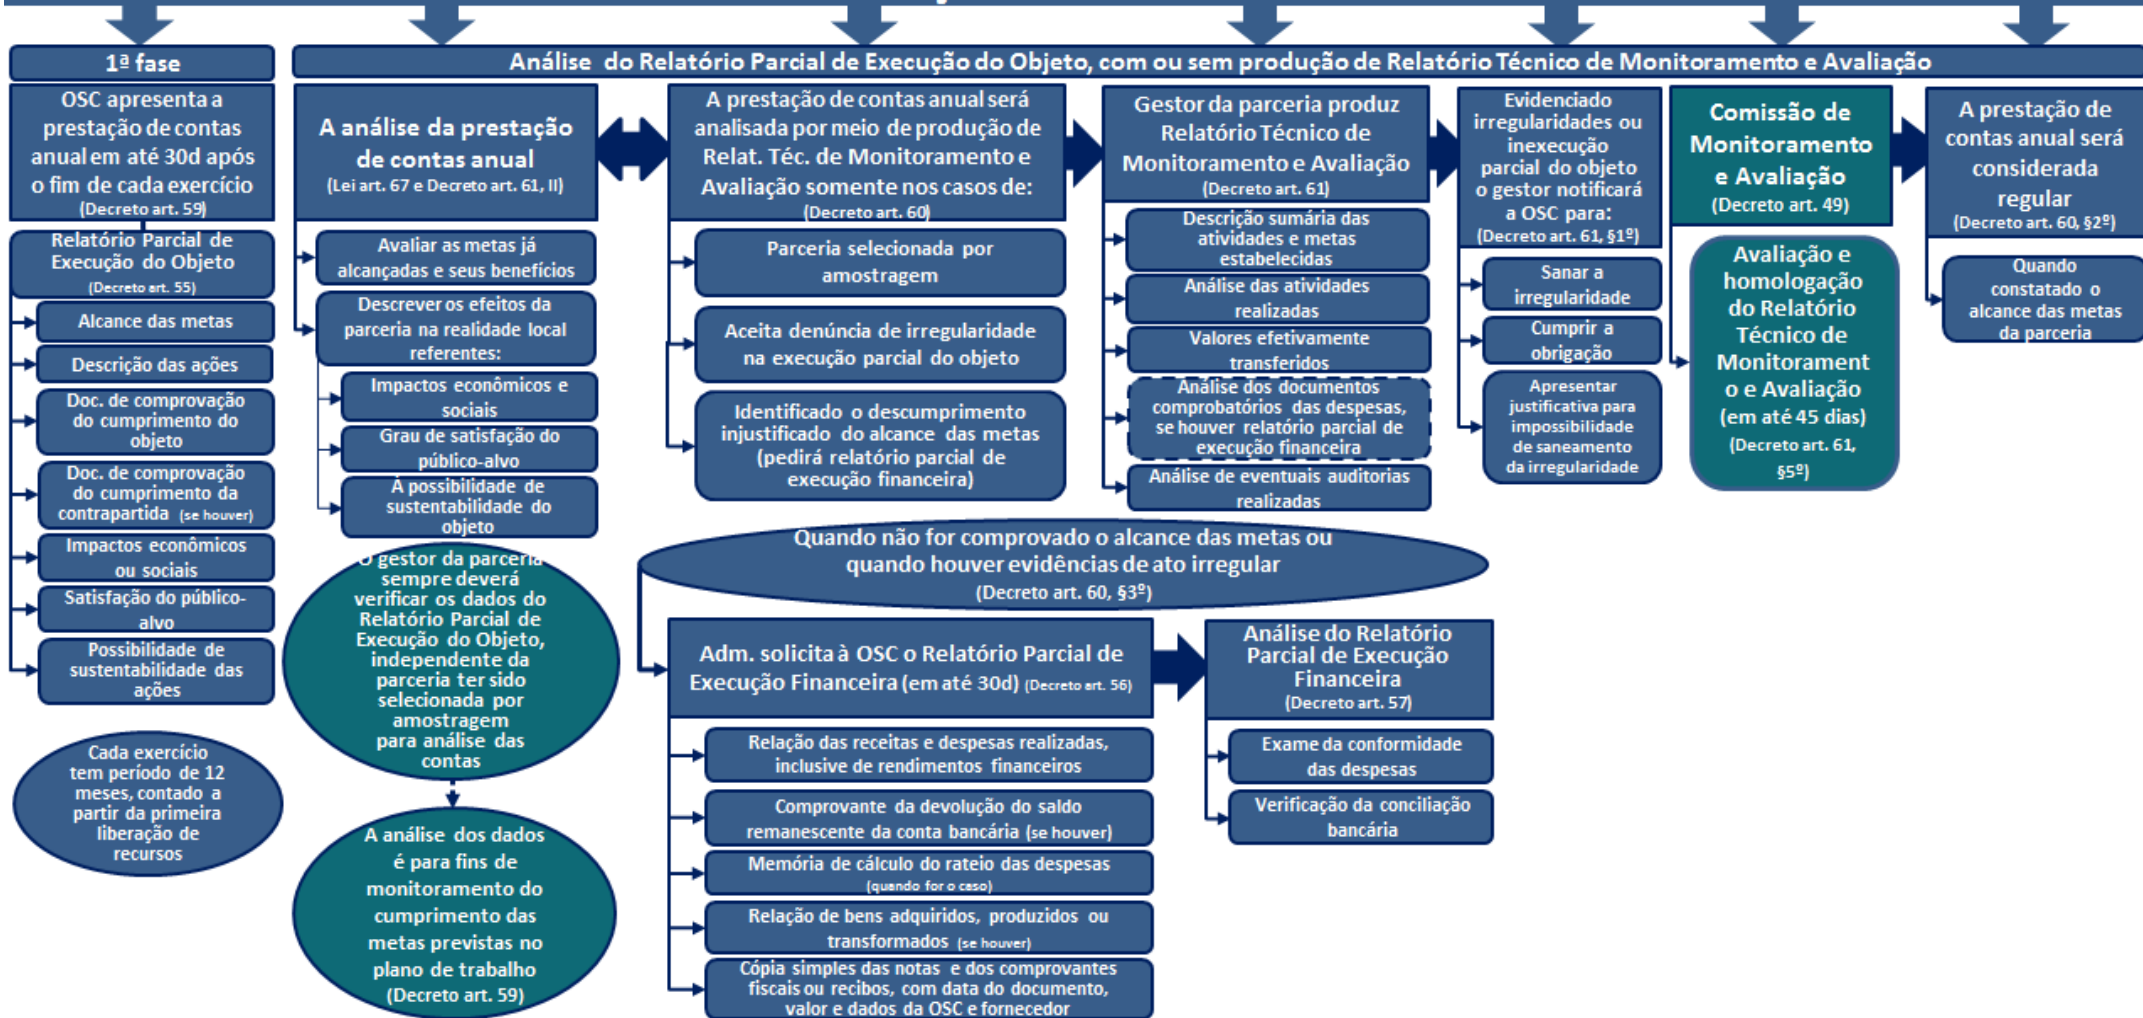 1ª fase
Análise do Relatório Parcial de Execução do Objeto, com ou sem produção de Relatório Técnico de Monitoramento e Avaliação
OSC apresenta a
prestação de contas
anual em até 30d após
o fim de cada exercício
(Decreto art. 59)
Relatório Parcial de
Execução do Objeto
(Decreto art. 55)
Alcance das metas
Descrição das ações
Doc. de comprovação
do cumprimento do
objeto
Doc. de comprovação
do cumprimento da
contrapartida (se houver)
Impactos econômicos
ou sociais
Satisfação do público-
alvo
Possibilidade de
sustentabilidade das
ações
Cada exercício
tem período de 12
meses, contado a
partir da primeira
liberação de
recursos
A análise da prestação
de contas anual
(Lei art. 67 e Decreto art. 61, II)
Avaliar as metas já
alcançadas e seus benefícios
Descrever os efeitos da
parceria na realidade local
referentes:
Impactos econômicos e
sociais
Grau de satisfação do
público-alvo
À possibilidade de
sustentabilidade do
objeto
O gestor da parceria
sempre deverá
verificar os dados do
Relatório Parcial de
Execução do Objeto,
independente da
parceria ter sido
selecionada por
amostragem
para análise das
contas
A análise dos dados
é para fins de
monitoramento do
cumprimento das
metas previstas no
plano de trabalho
(Decreto art. 59)
A prestação de contas anual será
analisada por meio de produção de
Relat. Téc. de Monitoramento e
Avaliação somente nos casos de:
(Decreto art. 60)
Parceria selecionada por
amostragem
Aceita denúncia de irregularidade
na execução parcial do objeto
Identificado o descumprimento
injustificado do alcance das metas
(pedirá relatório parcial de
execução financeira)
Gestor da parceria produz
Relatório Técnico de
Monitoramento e Avaliação
(Decreto art. 61)
Descrição sumária das
atividades e metas
estabelecidas
Análise das atividades
realizadas
Valores efetivamente
transferidos
Análise dos documentos
comprobatórios das despesas,
se houver relatório parcial de
execução financeira
Análise de eventuais auditorias
realizadas
Evidenciado
irregularidades ou
inexecução
parcial do objeto
o gestor notificará
a OSC para:
(Decreto art. 61, §1º)
Sanar a
irregularidade
Cumprir a
obrigação
Apresentar
justificativa para
impossibilidade
de saneamento
da irregularidade
Comissão de
Monitoramento
e Avaliação
(Decreto art. 49)
Avaliação e
homologação
do Relatório
Técnico de
Monitorament
o e Avaliação
(em até 45 dias)
(Decreto art. 61,
§5º)
A prestação de
contas anual será
considerada
regular
(Decreto art. 60, §2º)
Quando
constatado o
alcance das metas
da parceria
Quando não for comprovado o alcance das metas ou
quando houver evidências de ato irregular
(Decreto art. 60, §3º)
Adm. solicita à OSC o Relatório Parcial de
Execução Financeira (em até 30d) (Decreto art. 56)
Relação das receitas e despesas realizadas,
inclusive de rendimentos financeiros
Comprovante da devolução do saldo
remanescente da conta bancária (se houver)
Memória de cálculo do rateio das despesas
(quando for o caso)
Relação de bens adquiridos, produzidos ou
transformados (se houver)
Cópia simples das notas e dos comprovantes
fiscais ou recibos, com data do documento,
valor e dados da OSC e fornecedor
Análise do Relatório
Parcial de Execução
Financeira
(Decreto art. 57)
Exame da conformidade
das despesas
Verificação da conciliação
bancária